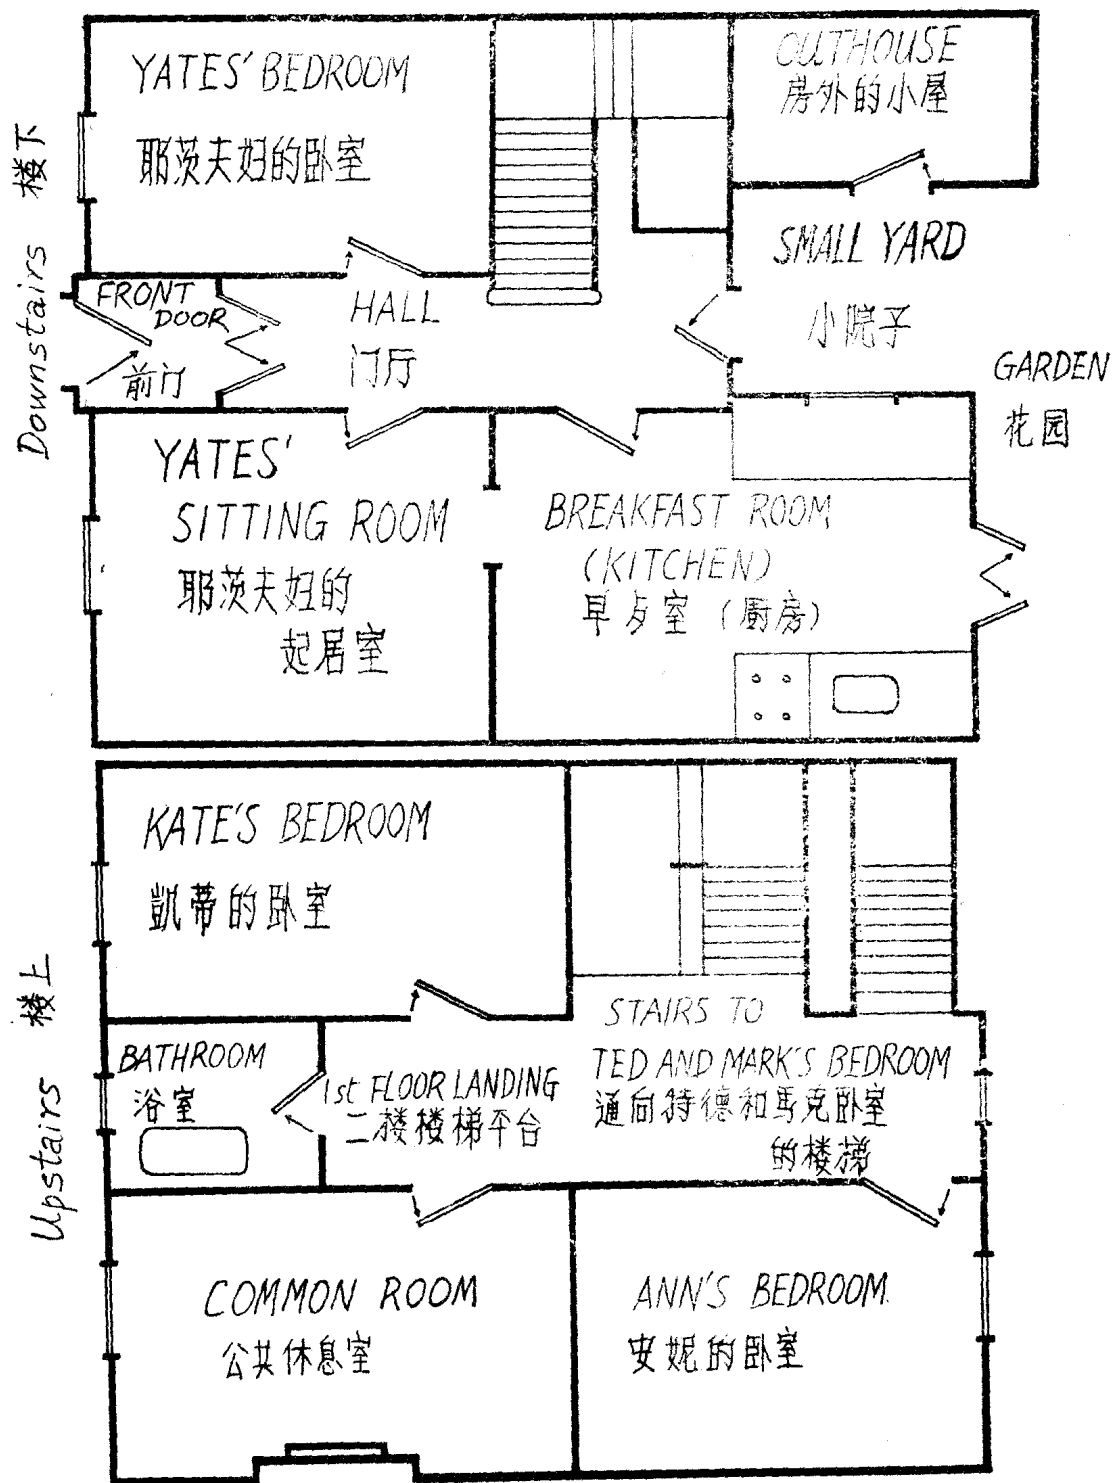 Downstairs 楼下
YATES' BEDROOM
耶茨夫妇的卧室
OUTHOUSE
房外的小屋
SMALL YARD
小院子
FRONT
DOOR
前门
HALL
门厅
GARDEN
花园
YATES'
SITTING ROOM
耶茨夫妇的
起居室
BREAKFAST ROOM
(KITCHEN)
早歺室（厨房）
Upstairs 楼上
KATE'S BEDROOM
凱蒂的卧室
BATHROOM
浴室
1st FLOOR LANDING
二楼楼梯平台
STAIRS TO
TED AND MARK'S BEDROOM
通向特德和馬克卧室
的楼梯
COMMON ROOM
公共休息室
ANN'S BEDROOM
安妮的卧室